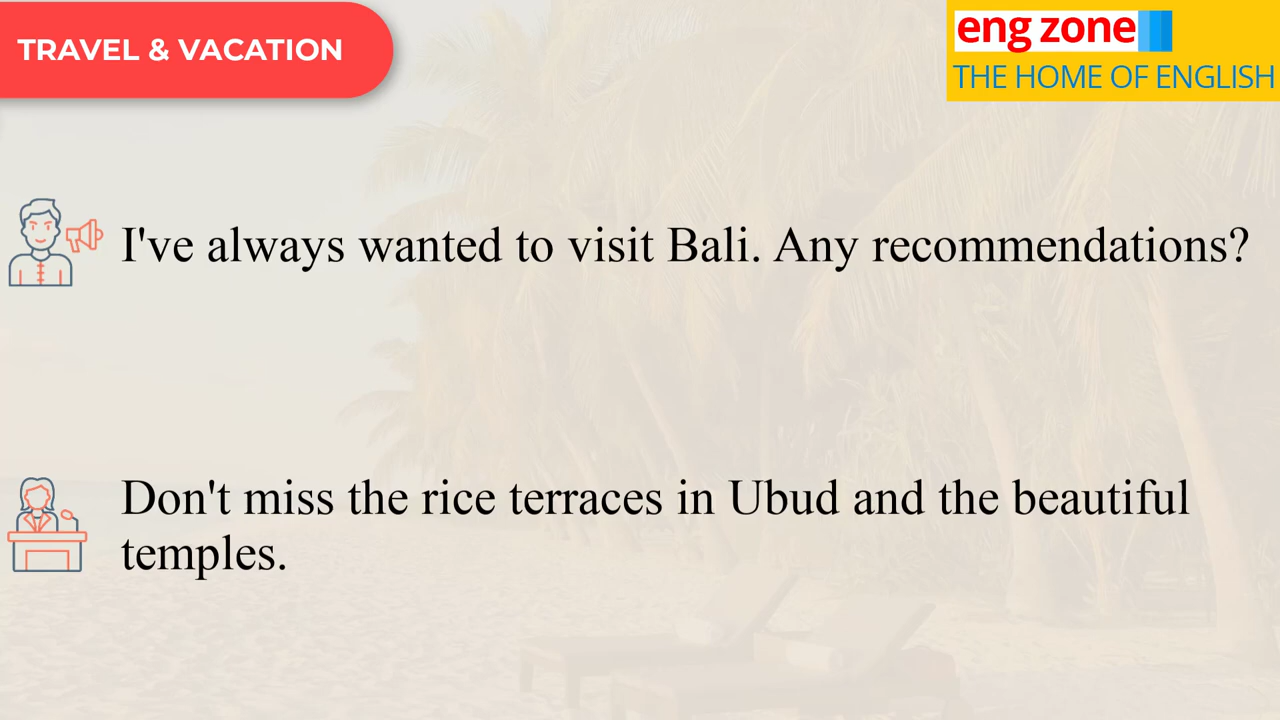 TRAVEL & VACATION
eng zone
THE HOME OF ENGLISH
I've always wanted to visit Bali. Any recommendations?
Don't miss the rice terraces in Ubud and the beautiful
temples.